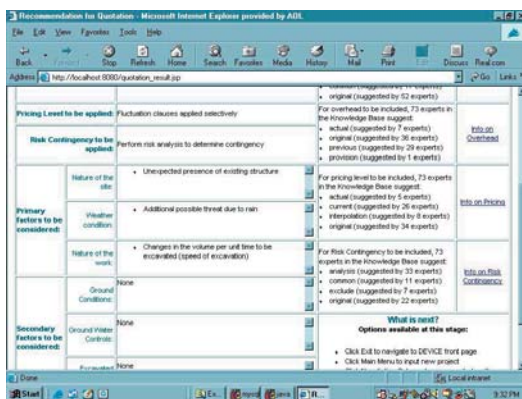 Recommendation for Quotation - Microsoft Internet Explorer provided by AOL
File Edit View Favorites Tools Help
Back Stop Refresh Home Search Favorites Media History Mail Print Edit Discuss Real.com
Address http://localhost:8080/quotation_result.jsp Go Links
original (suggested by 52 experts)
Pricing Level to be applied: Fluctuation clauses applied selectively
Risk Contingency to be applied: Perform risk analysis to determine contingency
For overhead to be included, 73 experts in
the Knowledge Base suggest:
actual (suggested by 7 experts)
original (suggested by 36 experts)
previous (suggested by 29 experts)
provision (suggested by 1 experts)
Info on
Overhead
Primary
factors to be
considered:
Nature of the
site:
Unexpected presence of existing structure
Weather
condition:
Additional possible threat due to rain
Nature of the
work:
Changes in the volume per unit time to be
excavated (speed of excavation)
For pricing level to be included, 73 experts
in the Knowledge Base suggest:
actual (suggested by 5 experts)
current (suggested by 26 experts)
interpolation (suggested by 8 experts)
original (suggested by 34 experts)
Info on Pricing
For Risk Contingency to be included, 73
experts in the Knowledge Base suggest:
analysis (suggested by 33 experts)
common (suggested by 11 experts)
exclude (suggested by 7 experts)
original (suggested by 22 experts)
Info on Risk
Contingency
Secondary
factors to be
considered:
Ground
Conditions:
None
Ground Water
Controls:
None
Excavated
None
What is next?
Options available at this stage:
Click Exit to navigate to DEVICE front
page
Click Main Menu to input new project
Done
Local intranet
Start
9:32 PM